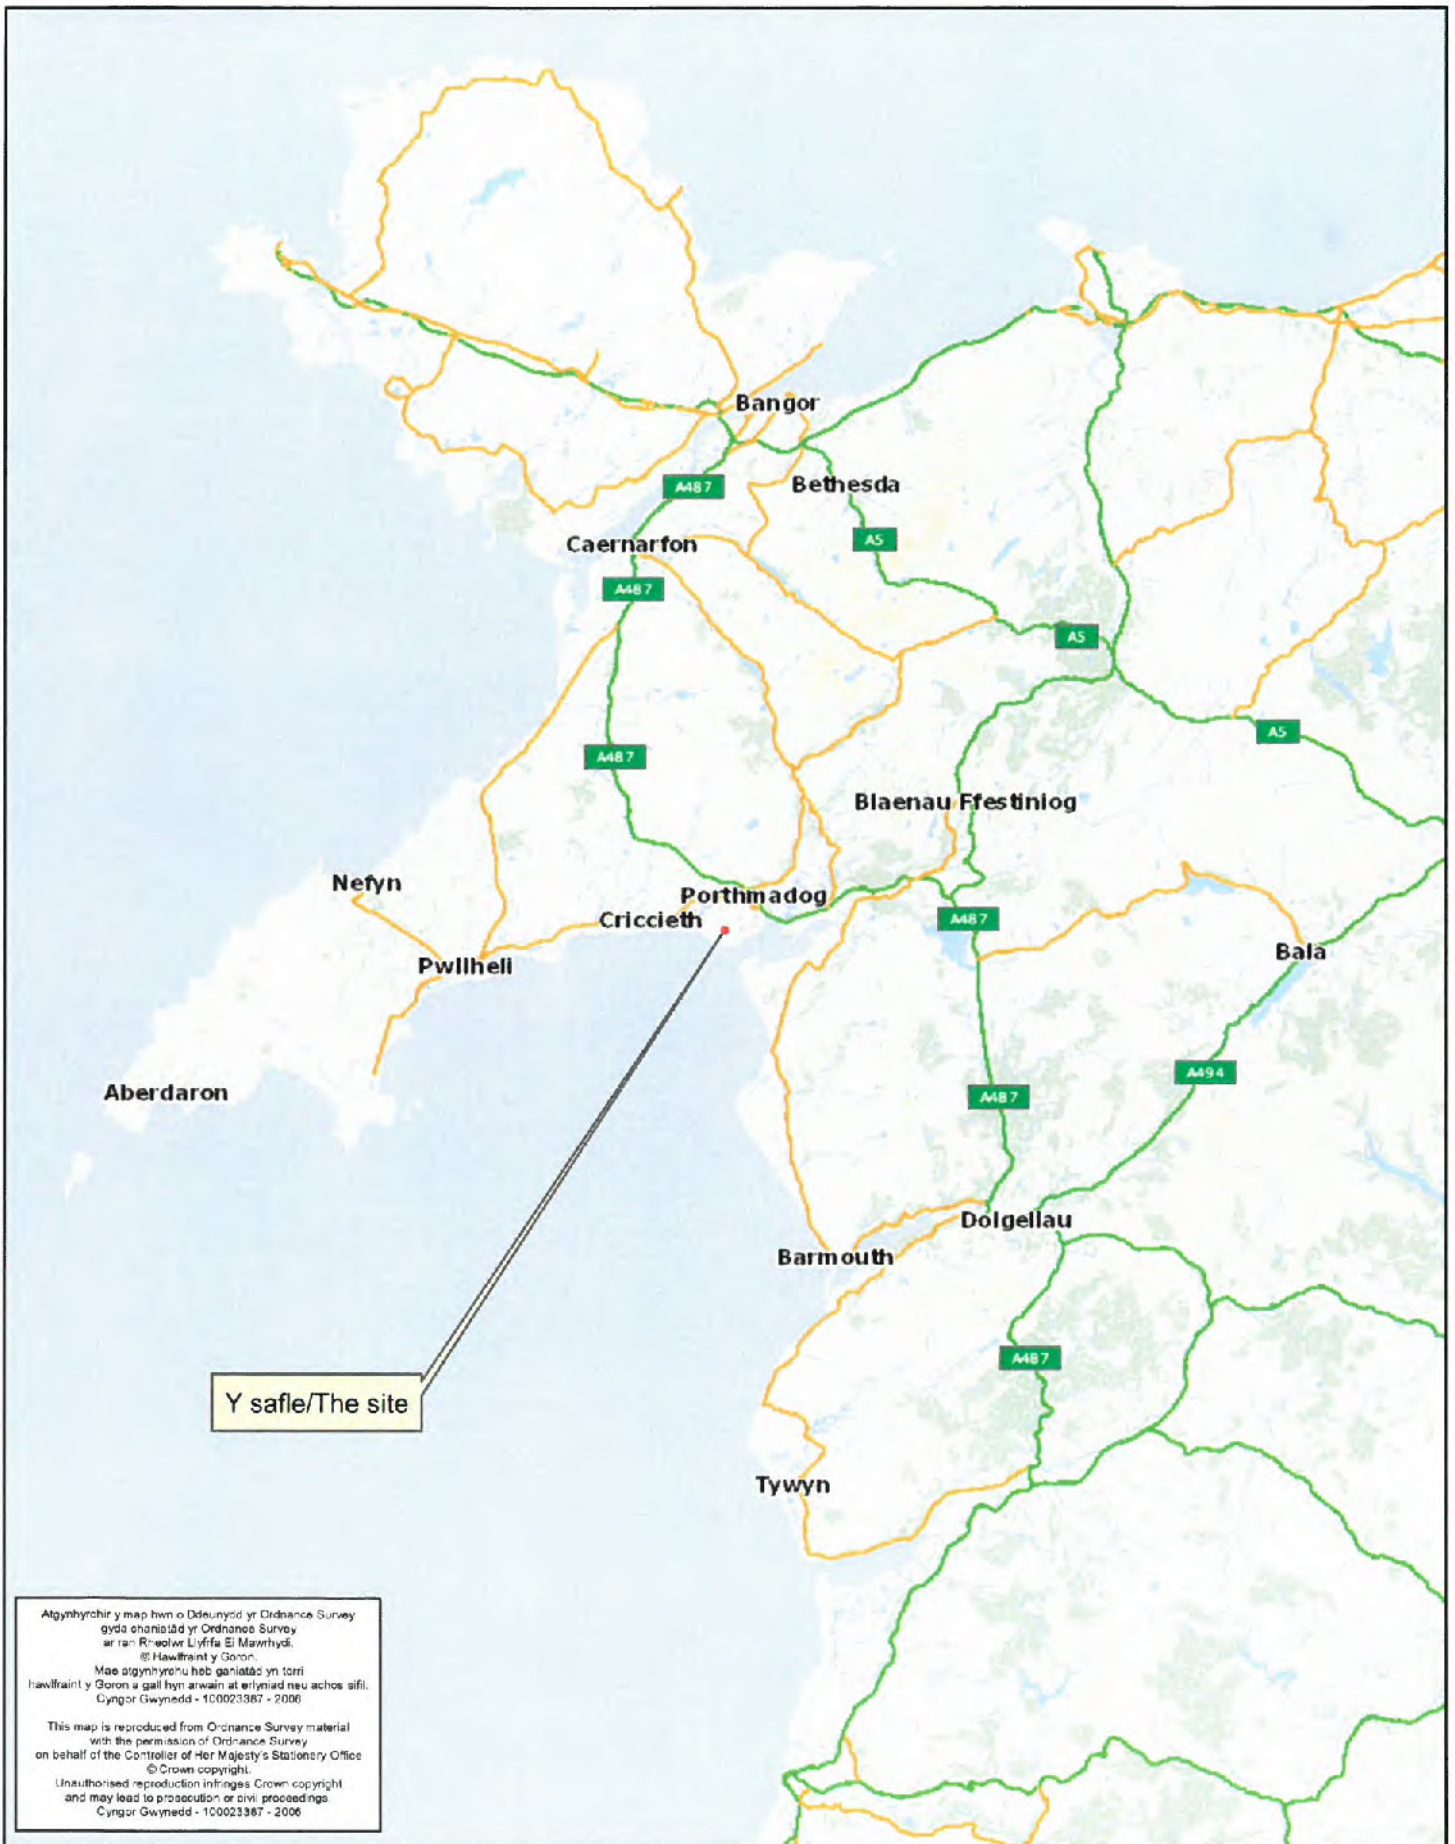 Bangor
A487
Bethesda
Caernarfon
A5
A487
A5
A5
A487
Blaenau Ffestiniog
Nefyn
Porthmadog
Criccieth
A487
Pwllheli
Bala
A494
Aberdaron
A487
Dolgellau
Barmouth
A487
Y safle/The site
Tywyn
Atgynhyrchir y map hwn o Ddeunydd yr Ordnance Survey
gyda chaniatâd yr Ordnance Survey
ar ran Rheolwr Llyfrfa Ei Mawrhydi.
© Hawlfraint y Goron.
Mae atgynhyrchu heb ganiatâd yn torri
hawlfraint y Goron a gall hyn arwain at erlyniad neu achos sifil.
Cyngor Gwynedd - 100023387 - 2006
This map is reproduced from Ordnance Survey material
with the permission of Ordnance Survey
on behalf of the Controller of Her Majesty's Stationery Office
© Crown copyright.
Unauthorised reproduction infringes Crown copyright
and may lead to prosecution or civil proceedings.
Cyngor Gwynedd - 100023387 - 2006